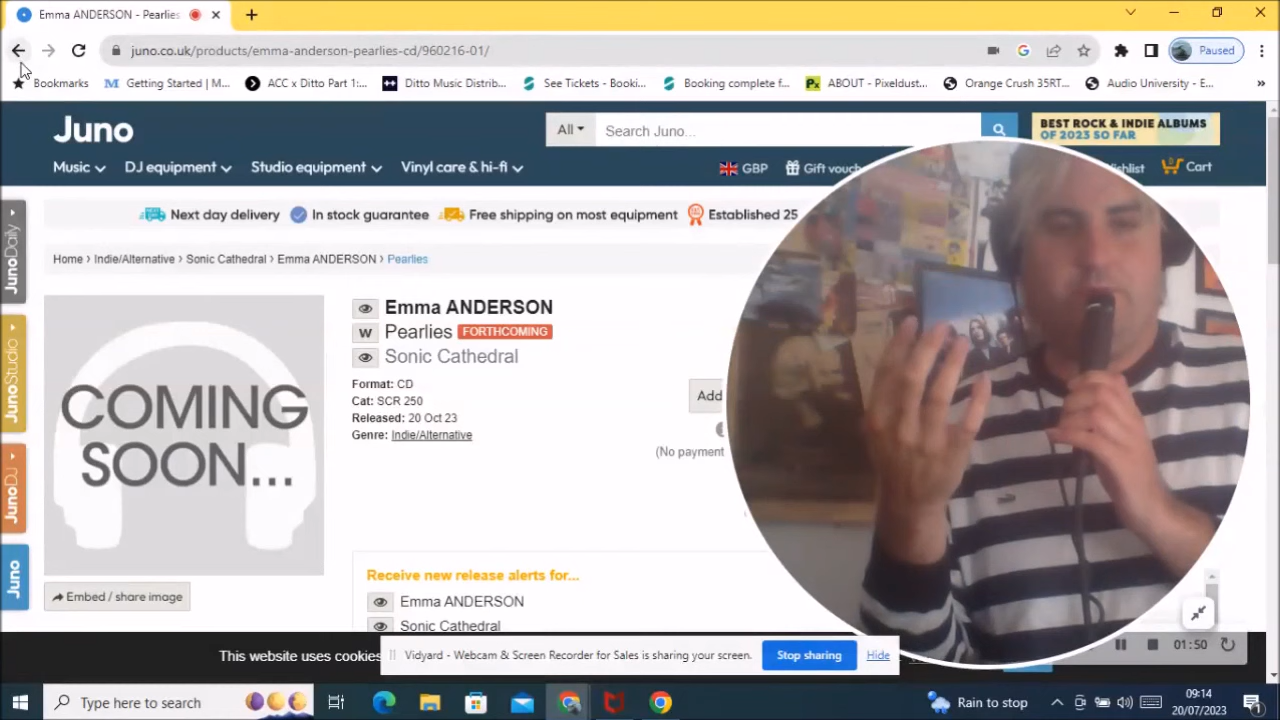 Emma ANDERSON - Pearlies
juno.co.uk/products/emma-anderson-pearlies-cd/960216-01/
Paused
Bookmarks
Getting Started | M...
ACC x Ditto Part 1:...
Ditto Music Distrib...
See Tickets - Booki...
Booking complete f...
ABOUT - Pixeldust...
Orange Crush 35RT...
Audio University - E...
Juno
All
Search Juno...
BEST ROCK & INDIE ALBUMS
OF 2023 SO FAR
Music
DJ equipment
Studio equipment
Vinyl care & hi-fi
GBP
Gift vouch
Wishlist
Cart
Next day delivery
In stock guarantee
Free shipping on most equipment
Established 25
Home › Indie/Alternative › Sonic Cathedral › Emma ANDERSON › Pearlies
JunoDaily
JunoStudio
JunoDJ
Juno
COMING
SOON...
Embed / share image
Emma ANDERSON
W Pearlies FORTHCOMING
Sonic Cathedral
Format: CD
Cat: SCR 250
Released: 20 Oct 23
Genre: Indie/Alternative
Add
(No payment
Receive new release alerts for...
Emma ANDERSON
Sonic Cathedral
This website uses cookies
Vidyard - Webcam & Screen Recorder for Sales is sharing your screen.
Stop sharing
Hide
01:50
Type here to search
Rain to stop
09:14
20/07/2023
1